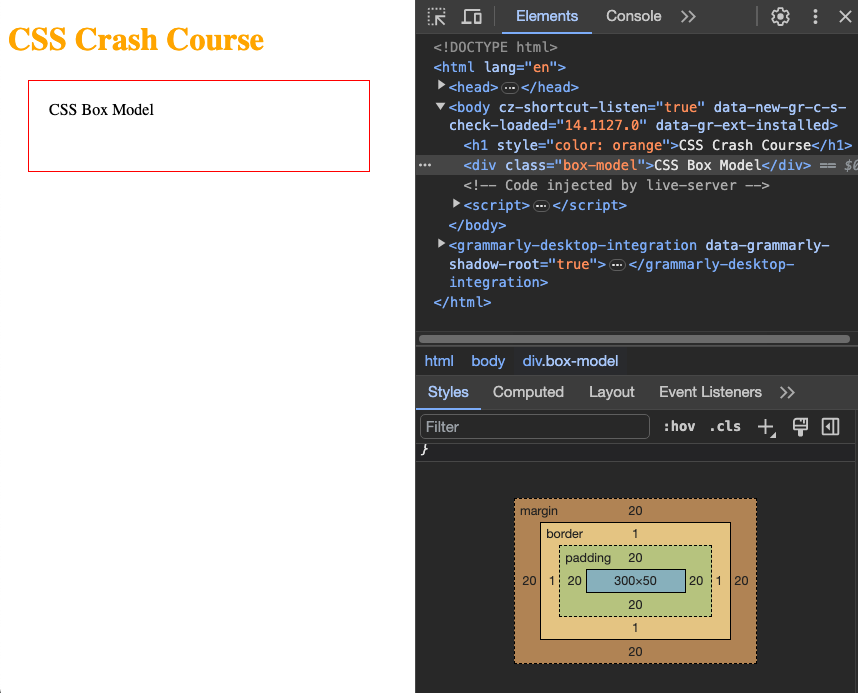 CSS Crash Course
CSS Box Model
Elements Console
<!DOCTYPE html>
<html lang="en">
<head>…</head>
<body cz-shortcut-listen="true" data-new-gr-c-s-
check-loaded="14.1127.0" data-gr-ext-installed>
<h1 style="color: orange">CSS Crash Course</h1>
<div class="box-model">CSS Box Model</div> == $0
<!-- Code injected by live-server -->
<script>…</script>
</body>
<grammarly-desktop-integration data-grammarly-
shadow-root="true">…</grammarly-desktop-
integration>
</html>
html body div.box-model
Styles Computed Layout Event Listeners
Filter :hov .cls
}
margin 20
border 1
padding 20
20 1 20 300×50 20 1 20
20
1
20